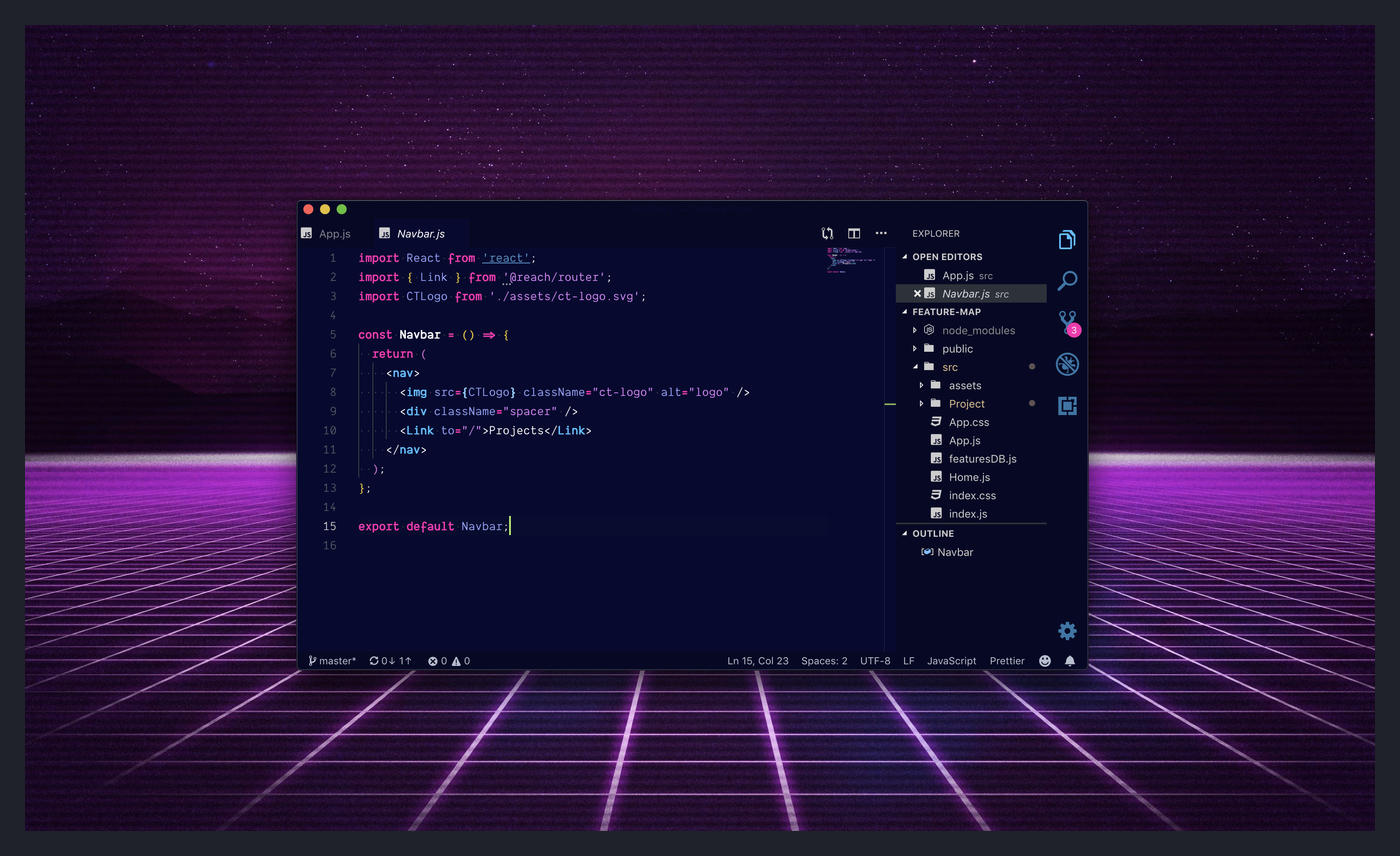 App.js
Navbar.js
1 import React from 'react';
2 import { Link } from '@reach/router';
3 import CTLogo from './assets/ct-logo.svg';
4
5 const Navbar = () => {
6 return (
7 <nav>
8 <img src={CTLogo} className="ct-logo" alt="logo" />
9 <div className="spacer" />
10 <Link to="/">Projects</Link>
11 </nav>
12 );
13 };
14
15 export default Navbar;
16
EXPLORER
OPEN EDITORS
App.js src
Navbar.js src
FEATURE-MAP
node_modules
public
src
assets
Project
App.css
App.js
featuresDB.js
Home.js
index.css
index.js
OUTLINE
Navbar
3
master* 0↓ 1↑ 0 0
Ln 15, Col 23 Spaces: 2 UTF-8 LF JavaScript Prettier